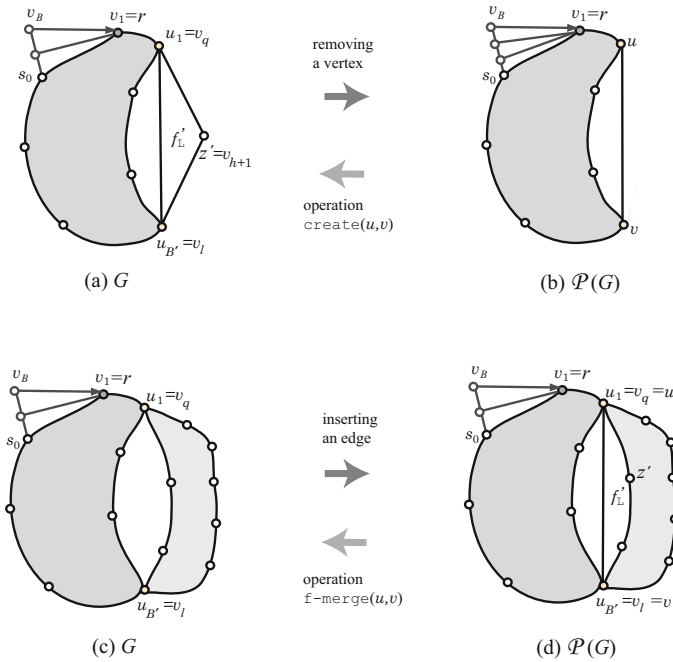 v_B
v_1=r
u_1=v_q
s_0
f'_L
z'=v_{h+1}
u_{B'}=v_l
(a) G
removing
a vertex
operation
create(u,v)
v_B
v_1=r
u
s_0
v
(b) P(G)
v_B
v_1=r
u_1=v_q
s_0
u_{B'}=v_l
(c) G
inserting
an edge
operation
f-merge(u,v)
v_B
v_1=r
u_1=v_q=u
s_0
z'
f'_L
u_{B'}=v_l=v
(d) P(G)